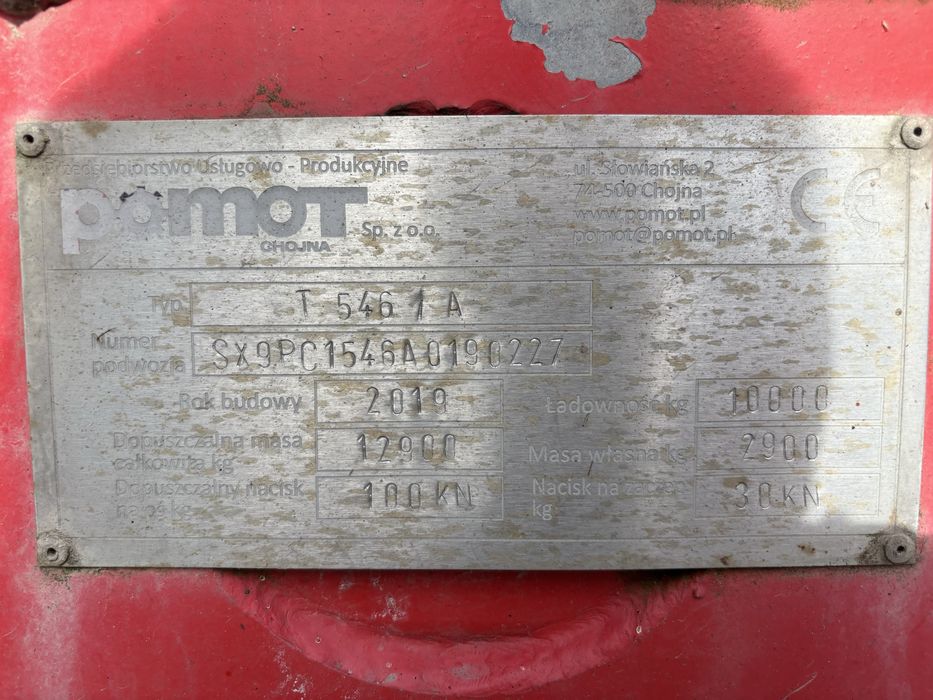 Przedsiębiorstwo Usługowo - Produkcyjne
POMOT
CHOJNA
Sp. z o.o.
ul. Słowiańska 2
74-500 Chojna
www.pomot.pl
pomot@pomot.pl
CE
Typ T 546 1 A
Numer podwozia SX9PC1546A0190227
Rok budowy 2019
Ładowność kg 10000
Dopuszczalna masa
całkowita kg 12900
Masa własna kg 2900
Dopuszczalny nacisk
na oś kg 100 KN
Nacisk na zaczep
kg 30 KN